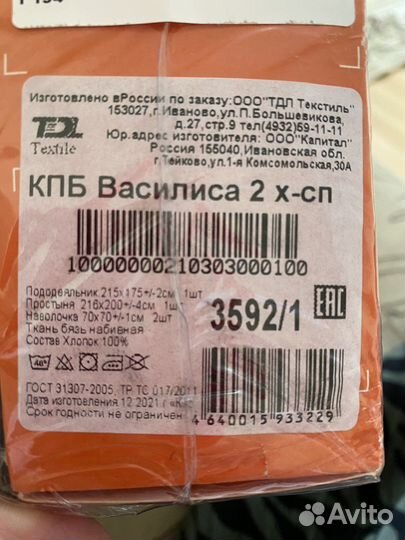 Изготовлено вРоссии по заказу:ООО"ТДЛ Текстиль"
153027,г.Иваново,ул.П.Большевикова,
д.27,стр.9 тел(4932)59-11-11
Юр.адрес изготовителя: ООО"Капитал"
Россия 155040,Ивановская обл.
г.Тейково,ул.1-я Комсомольская,30А
TDL
Textile
КПБ Василиса 2 х-сп
10000000210303000100
Пододеяльник 215х175+/-2см 1шт
Простыня 216х200+/-4см 1шт
Наволочка 70х70+/-1см 2шт
Ткань бязь набивная
Состав Хлопок 100%
3592/1
EAC
ГОСТ 31307-2005, ТР ТС 017/2011
Дата изготовления 12 2021 г
Срок годности не ограничен
4 640015 933229
Avito